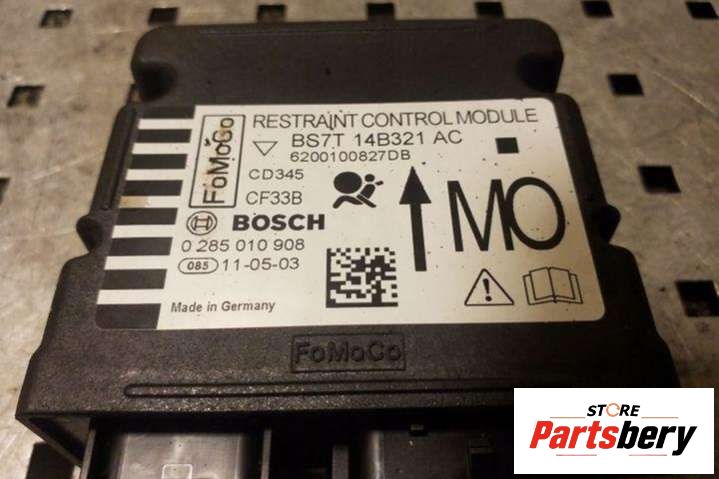 RESTRAINT CONTROL MODULE
FoMoCo
BS7T 14B321 AC
6200100827DB
CD345
CF33B
BOSCH
MO
0 285 010 908
085 11-05-03
Made in Germany
FoMoCo
STORE
Partsbery